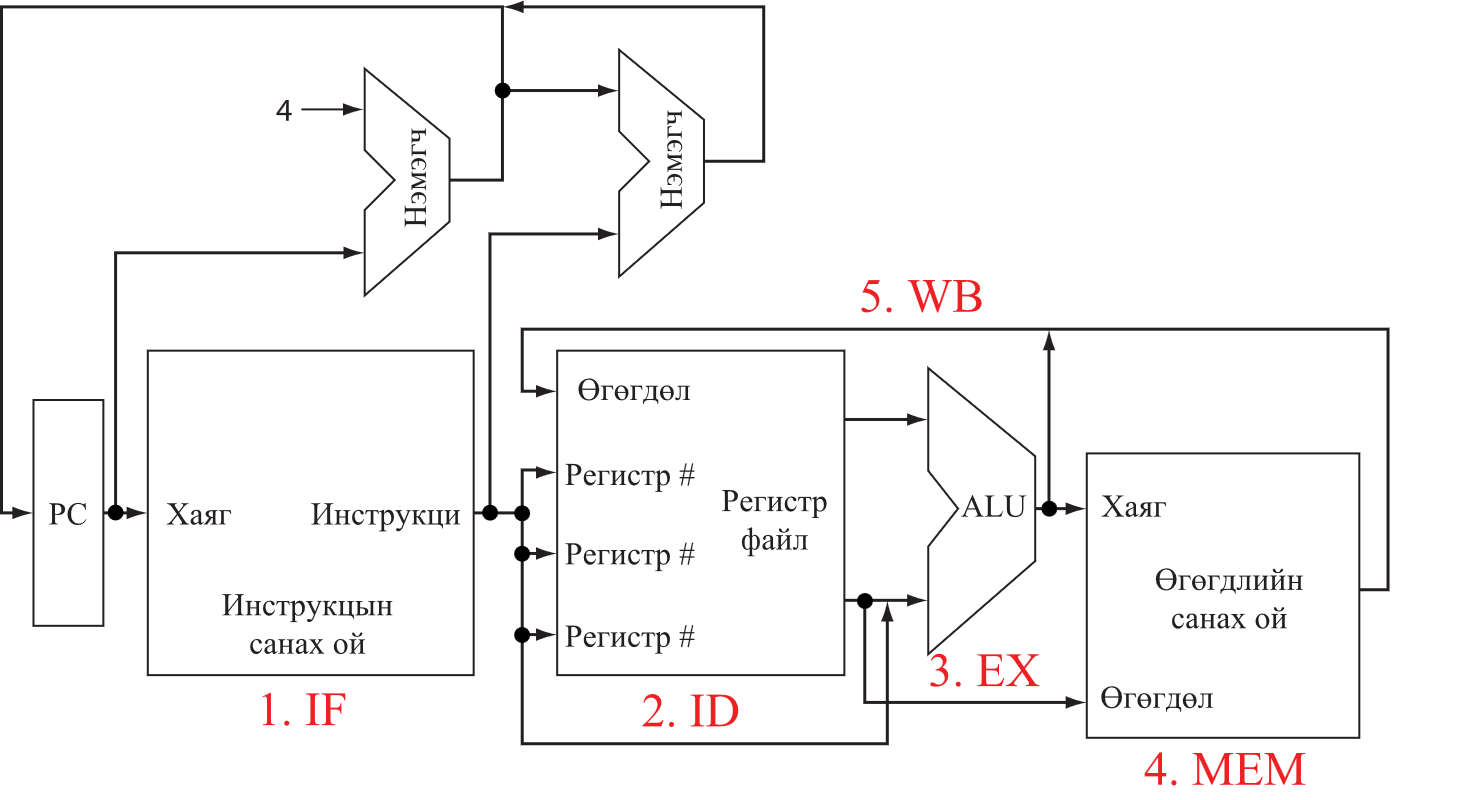 4
Нэмэгч
Нэмэгч
5. WB
PC
Хаяг
Инструкци
Инструкцын
санах ой
1. IF
Өгөгдөл
Регистр #
Регистр #
Регистр #
Регистр
файл
2. ID
ALU
3. EX
Хаяг
Өгөгдлийн
санах ой
Өгөгдөл
4. MEM